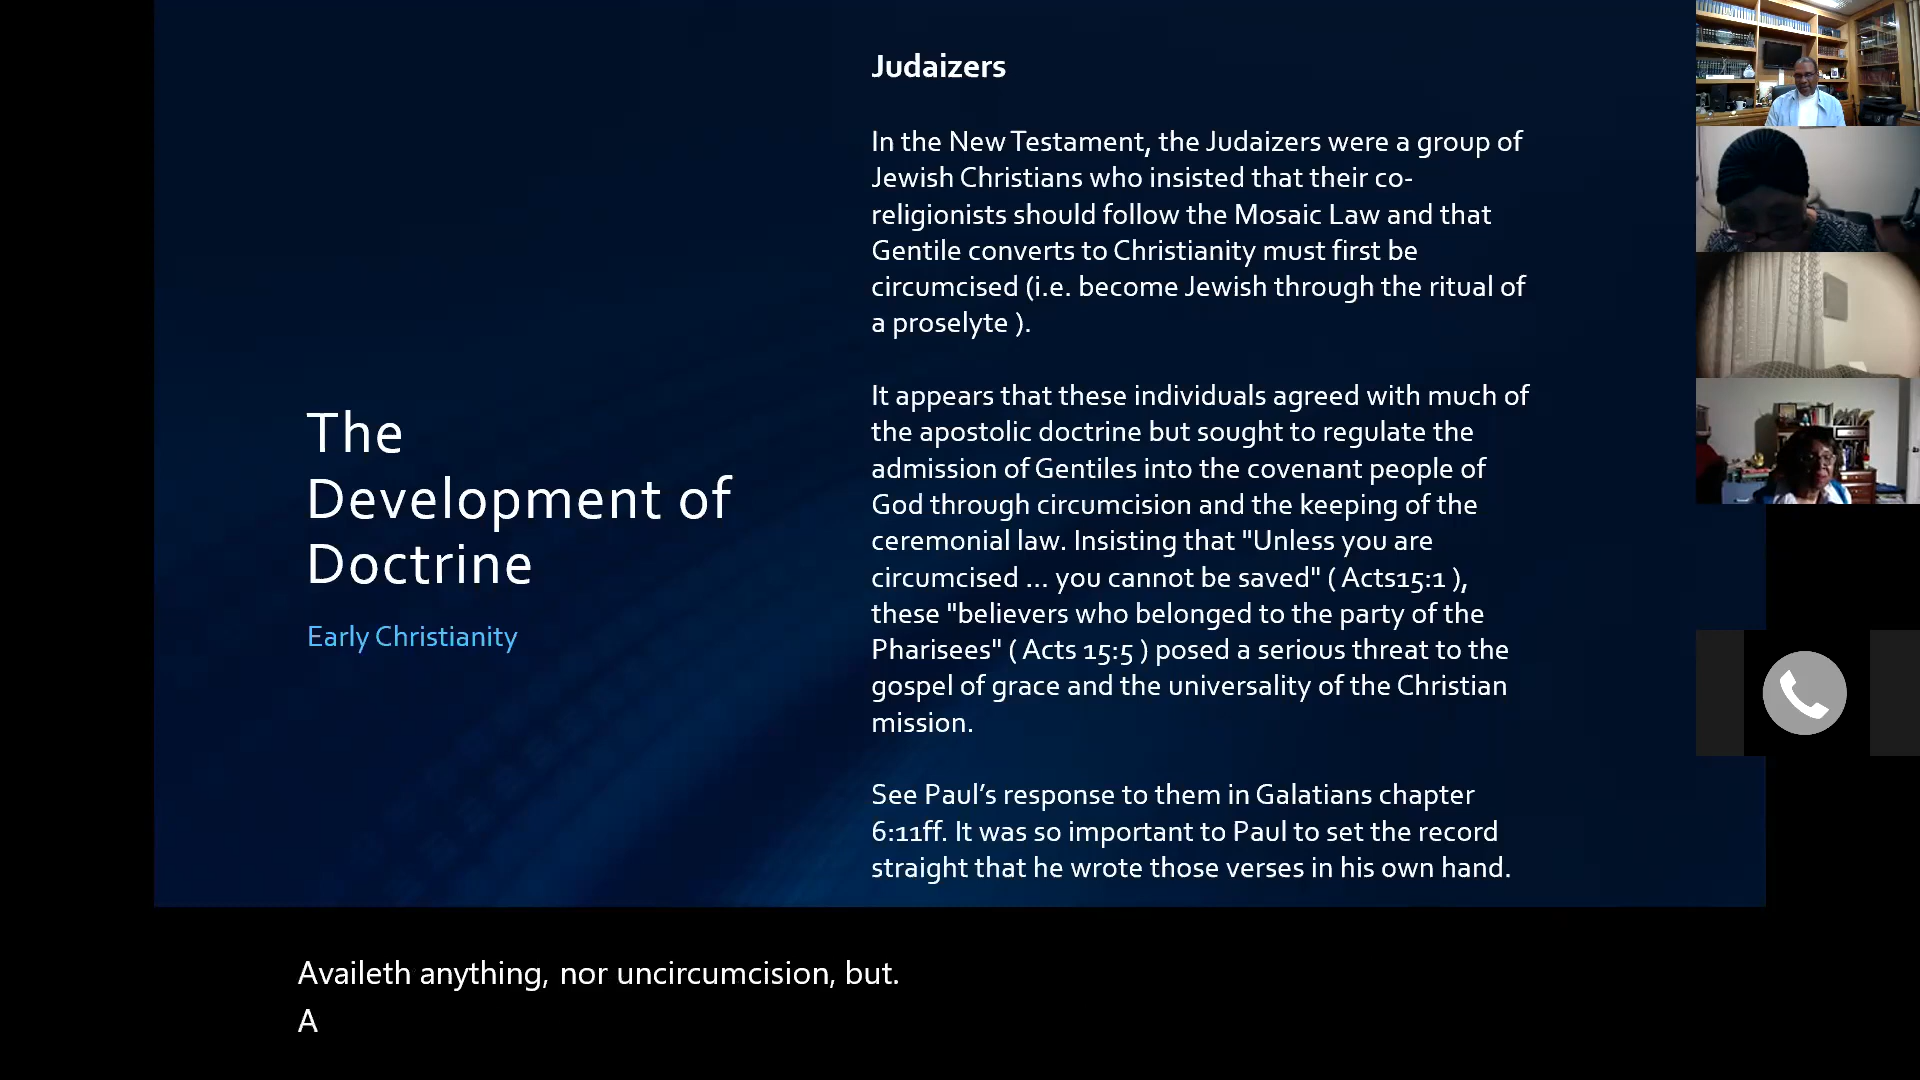 The
Development of
Doctrine
Early Christianity
Judaizers
In the New Testament, the Judaizers were a group of
Jewish Christians who insisted that their co-
religionists should follow the Mosaic Law and that
Gentile converts to Christianity must first be
circumcised (i.e. become Jewish through the ritual of
a proselyte ).
It appears that these individuals agreed with much of
the apostolic doctrine but sought to regulate the
admission of Gentiles into the covenant people of
God through circumcision and the keeping of the
ceremonial law. Insisting that "Unless you are
circumcised ... you cannot be saved" ( Acts15:1 ),
these "believers who belonged to the party of the
Pharisees" ( Acts 15:5 ) posed a serious threat to the
gospel of grace and the universality of the Christian
mission.
See Paul’s response to them in Galatians chapter
6:11ff. It was so important to Paul to set the record
straight that he wrote those verses in his own hand.
Availeth anything, nor uncircumcision, but.
A